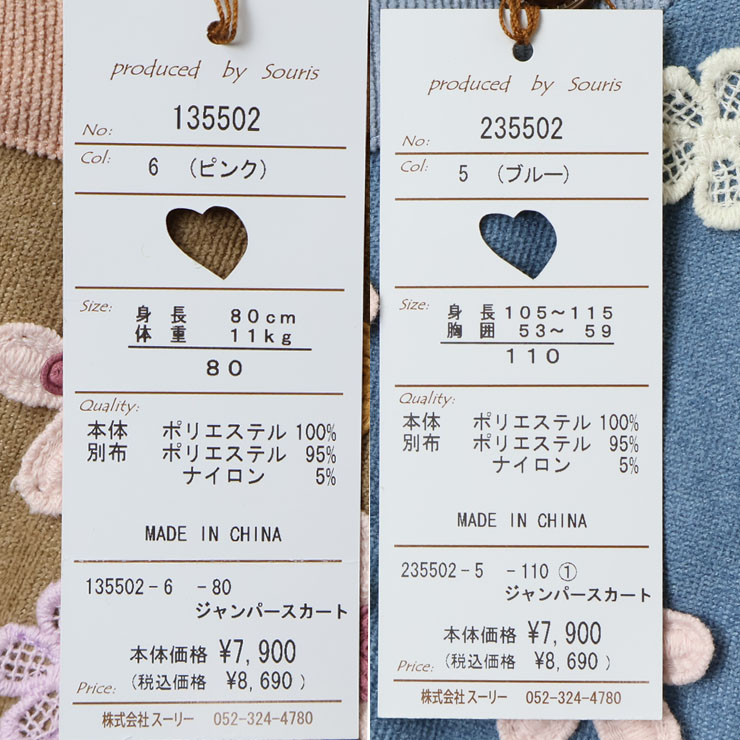 produced by Souris
No: 135502
Col: 6 （ピンク）
Size: 身長 80cm
体重 11kg
80
Quality:
本体 ポリエステル 100%
別布 ポリエステル 95%
ナイロン 5%
MADE IN CHINA
135502-6 -80
ジャンパースカート
本体価格 ¥7,900
Price: （税込価格 ¥8,690）
株式会社スーリー 052-324-4780
produced by Souris
No: 235502
Col: 5 （ブルー）
Size: 身長 105～115
胸囲 53～ 59
110
Quality:
本体 ポリエステル 100%
別布 ポリエステル 95%
ナイロン 5%
MADE IN CHINA
235502-5 -110 ①
ジャンパースカート
本体価格 ¥7,900
Price: （税込価格 ¥8,690）
株式会社スーリー 052-324-4780